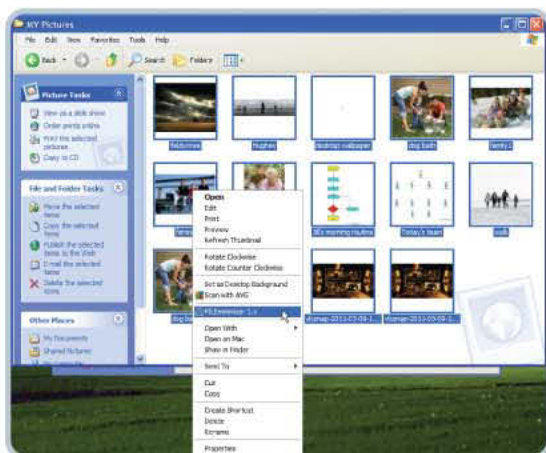 MY Pictures
File Edit View Favorites Tools Help
Back Search Folders
Picture Tasks
View as a slide show
Order prints online
Print the selected
pictures
Copy to CD
File and Folder Tasks
Move the selected
items
Copy the selected
items
Publish the selected
items to the Web
E-mail the selected
items
Delete the selected
items
Other Places
My Documents
Shared Pictures
Hughes
desktop wallpaper
dog bath
family1
morning routine
Today's team
walk
dog
Open
Edit
Print
Preview
Refresh Thumbnail
Rotate Clockwise
Rotate Counter Clockwise
Set as Desktop Background
Scan with AVG
Open With
Open on Mac
Show in Finder
Send To
Cut
Copy
Create Shortcut
Delete
Rename
Properties